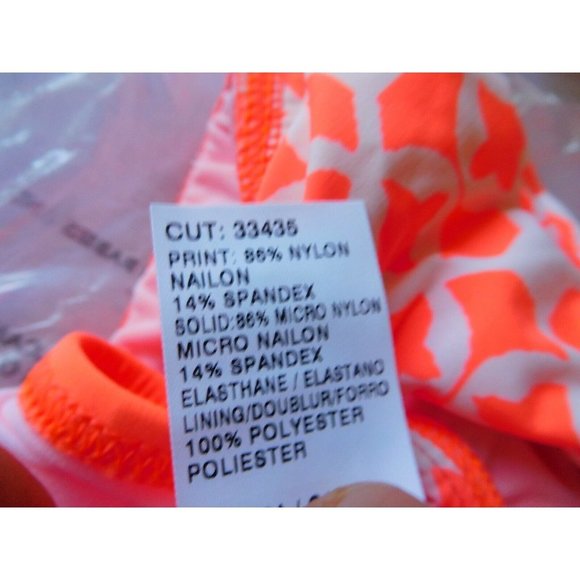 CUT: 33435
PRINT: 86% NYLON
NAILON
14% SPANDEX
SOLID:86% MICRO NYLON
MICRO NAILON
14% SPANDEX
ELASTHANE / ELASTANO
LINING/DOUBLUR/FORRO
100% POLYESTER
POLIESTER